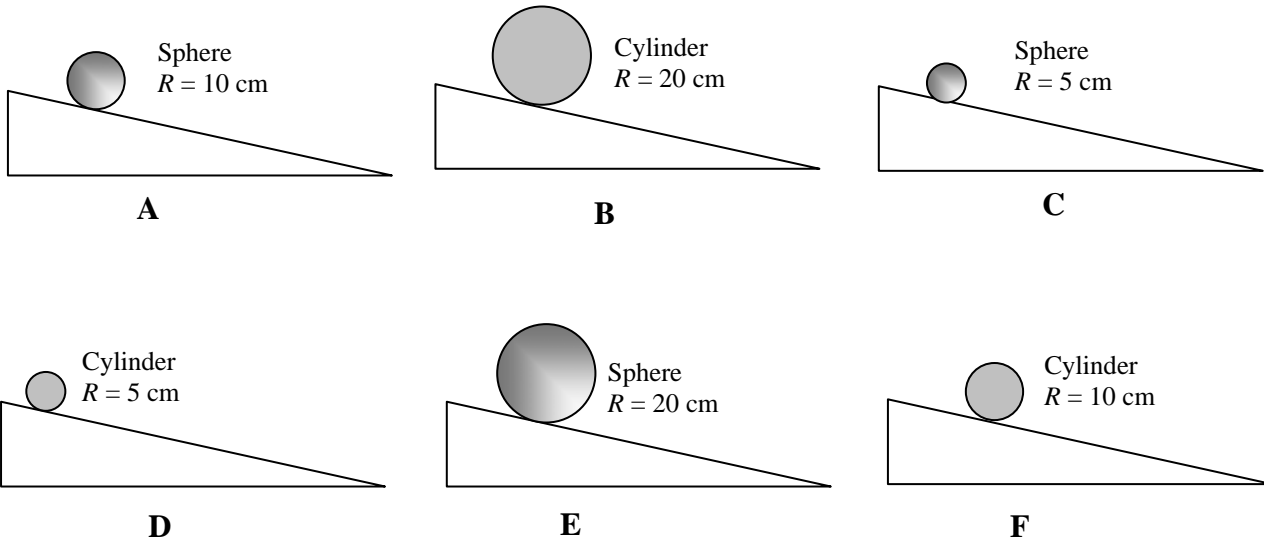 Sphere
R = 10 cm
A
Cylinder
R = 20 cm
B
Sphere
R = 5 cm
C
Cylinder
R = 5 cm
D
Sphere
R = 20 cm
E
Cylinder
R = 10 cm
F